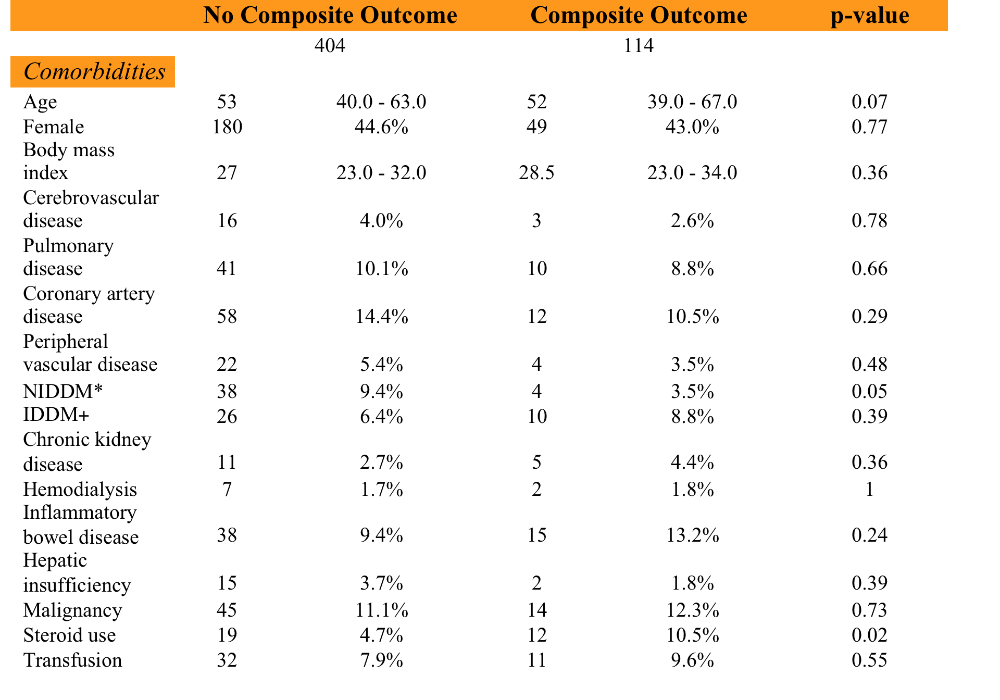 No Composite Outcome Composite Outcome p-value
404 114
Comorbidities
Age 53 40.0 - 63.0 52 39.0 - 67.0 0.07
Female 180 44.6% 49 43.0% 0.77
Body mass
index 27 23.0 - 32.0 28.5 23.0 - 34.0 0.36
Cerebrovascular
disease 16 4.0% 3 2.6% 0.78
Pulmonary
disease 41 10.1% 10 8.8% 0.66
Coronary artery
disease 58 14.4% 12 10.5% 0.29
Peripheral
vascular disease 22 5.4% 4 3.5% 0.48
NIDDM* 38 9.4% 4 3.5% 0.05
IDDM+ 26 6.4% 10 8.8% 0.39
Chronic kidney
disease 11 2.7% 5 4.4% 0.36
Hemodialysis 7 1.7% 2 1.8% 1
Inflammatory
bowel disease 38 9.4% 15 13.2% 0.24
Hepatic
insufficiency 15 3.7% 2 1.8% 0.39
Malignancy 45 11.1% 14 12.3% 0.73
Steroid use 19 4.7% 12 10.5% 0.02
Transfusion 32 7.9% 11 9.6% 0.55